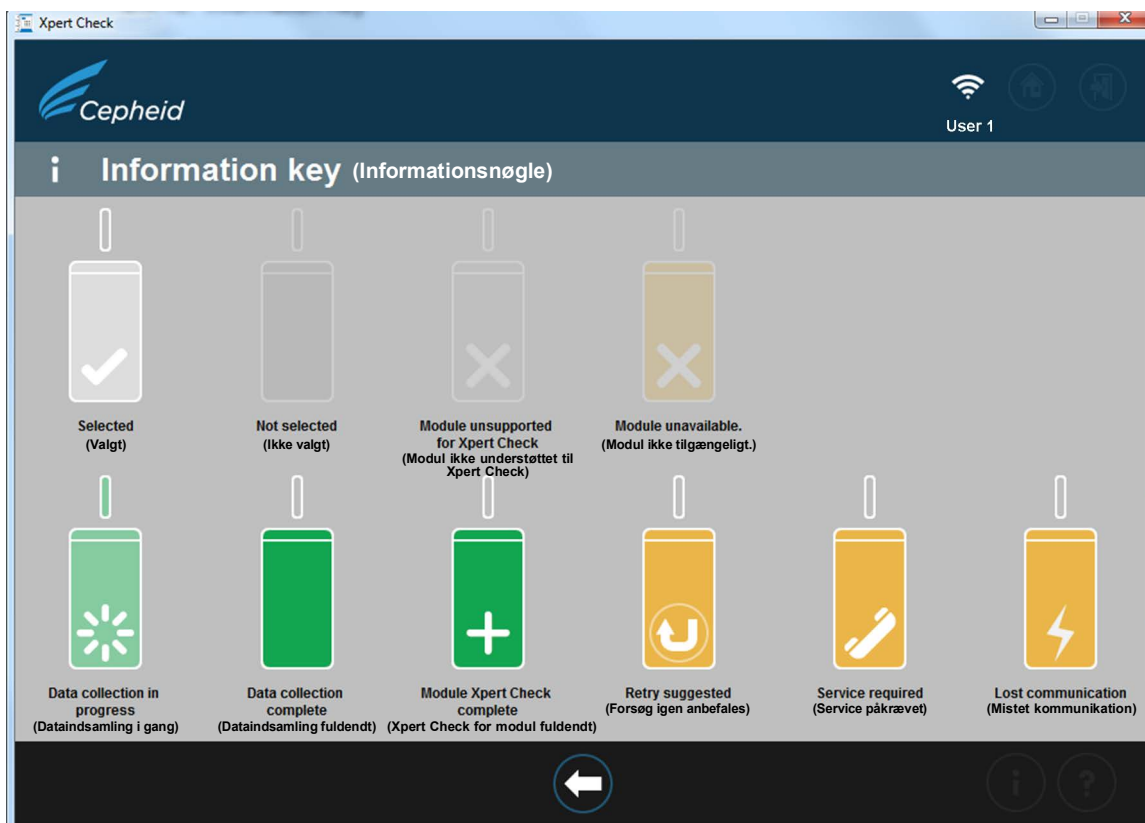 Xpert Check
Cepheid
User 1
i Information key (Informationsnøgle)
Selected
(Valgt)
Not selected
(Ikke valgt)
Module unsupported
for Xpert Check
(Modul ikke understøttet til
Xpert Check)
Module unavailable.
(Modul ikke tilgængeligt.)
Data collection in
progress
(Dataindsamling i gang)
Data collection
complete
(Dataindsamling fuldendt)
Module Xpert Check
complete
(Xpert Check for modul fuldendt)
Retry suggested
(Forsøg igen anbefales)
Service required
(Service påkrævet)
Lost communication
(Mistet kommunikation)
i ?